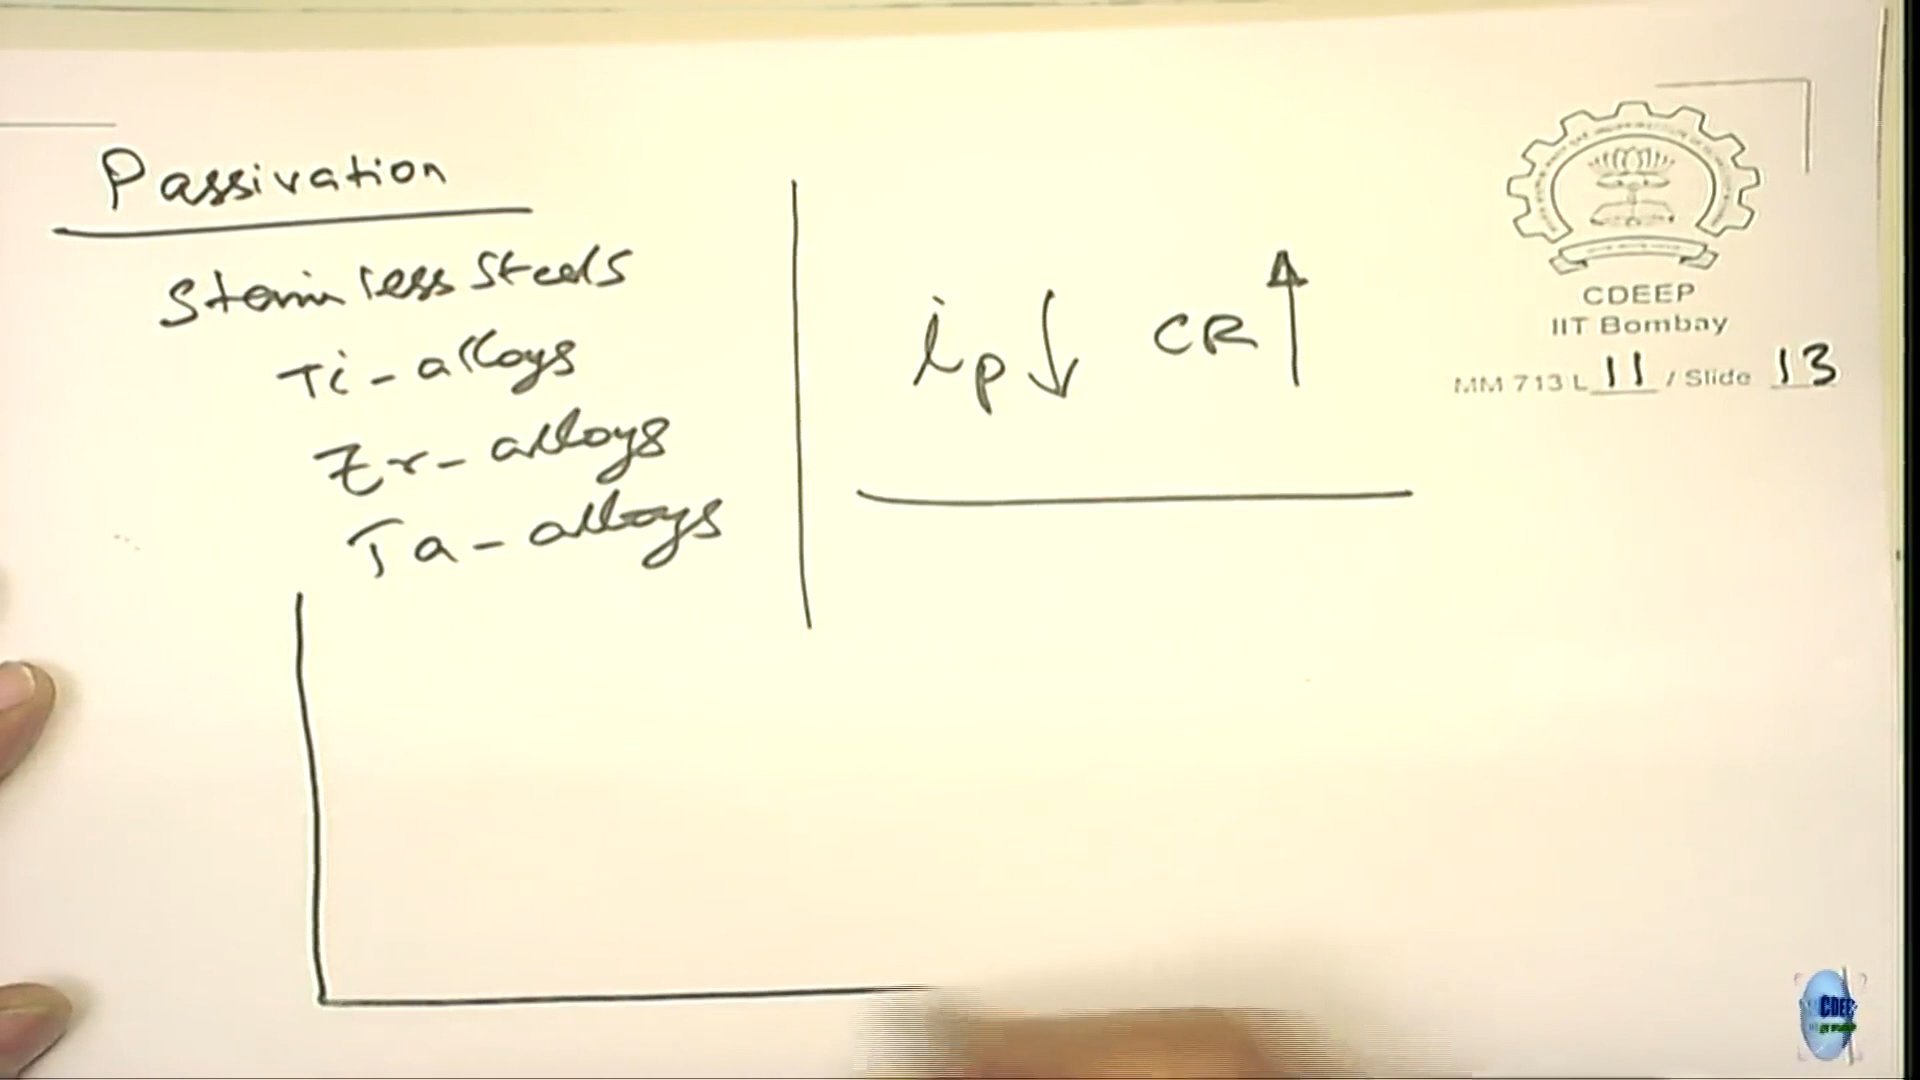 Passivation
Stainless steels
Ti - alloys
Zr - alloys
Ta - alloys
ip ↓ CR ↑
CDEEP
IIT Bombay
MM 713 L 11 / Slide 13
CDEEP